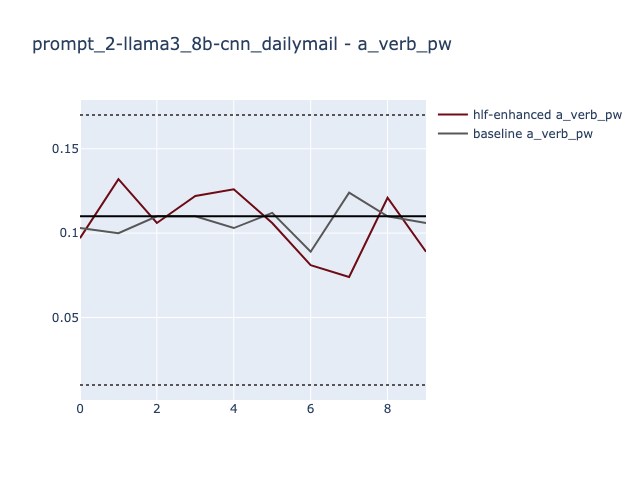 prompt_2-llama3_8b-cnn_dailymail - a_verb_pw
hlf-enhanced a_verb_pw
baseline a_verb_pw
0.15
0.1
0.05
0 2 4 6 8